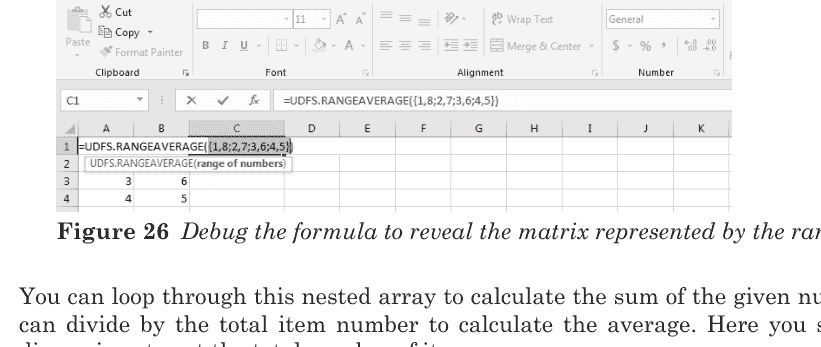 Cut
11
Wrap Text
General
Paste
Copy
Format Painter
B I U
A
Merge & Center
$ % ,
Clipboard
Font
Alignment
Number
C1
fx
=UDFS.RANGEAVERAGE({1,8;2,7;3,6;4,5})
A B C D E F G H I J K
1 =UDFS.RANGEAVERAGE({1,8;2,7;3,6;4,5})
2 UDFS.RANGEAVERAGE(range of numbers)
3 3 6
4 4 5
Figure 26 Debug the formula to reveal the matrix represented by the ran
You can loop through this nested array to calculate the sum of the given nu
can divide by the total item number to calculate the average. Here you s